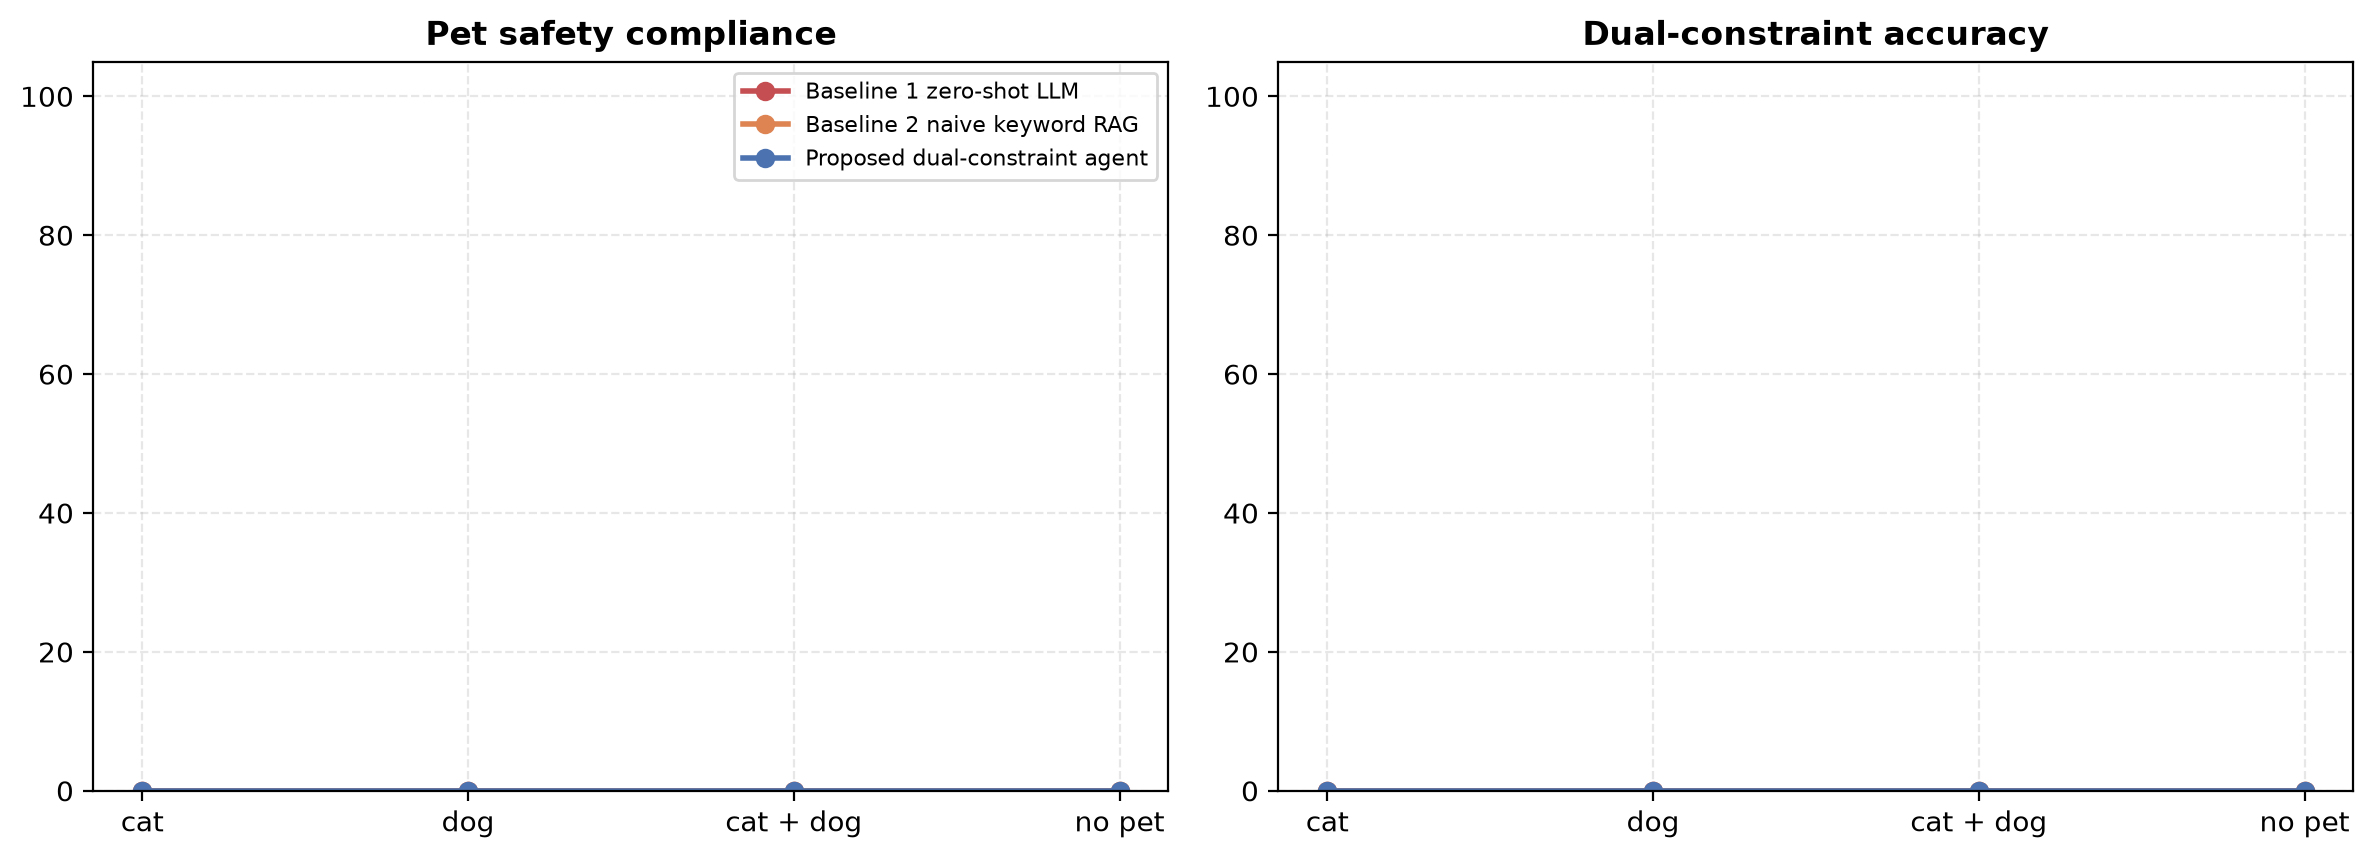 Pet safety compliance
100
80
60
40
20
0
cat dog cat + dog no pet
Baseline 1 zero-shot LLM
Baseline 2 naive keyword RAG
Proposed dual-constraint agent
Dual-constraint accuracy
100
80
60
40
20
0
cat dog cat + dog no pet